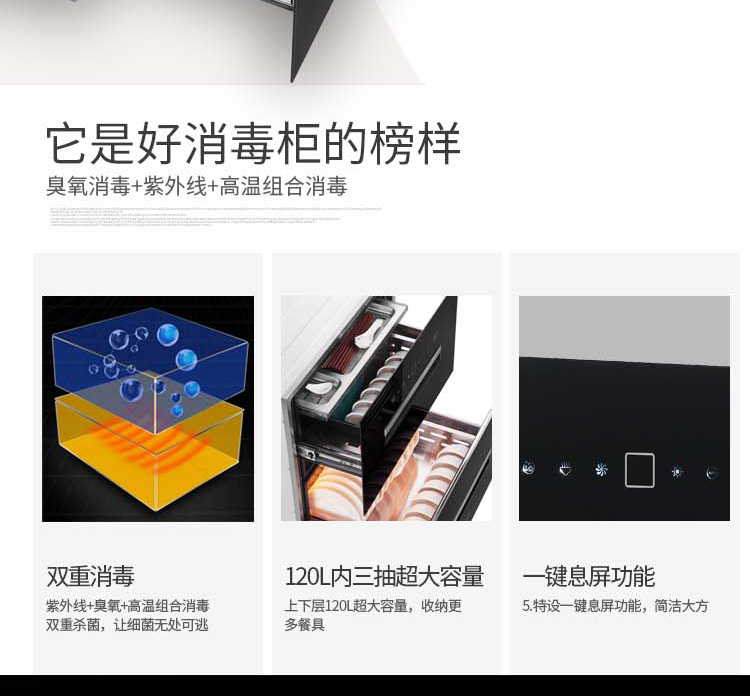 它是好消毒柜的榜样
臭氧消毒+紫外线+高温组合消毒
双重消毒
紫外线+臭氧+高温组合消毒
双重杀菌，让细菌无处可逃
120L内三抽超大容量
上下层120L超大容量，收纳更
多餐具
一键息屏功能
5.特设一键息屏功能，简洁大方